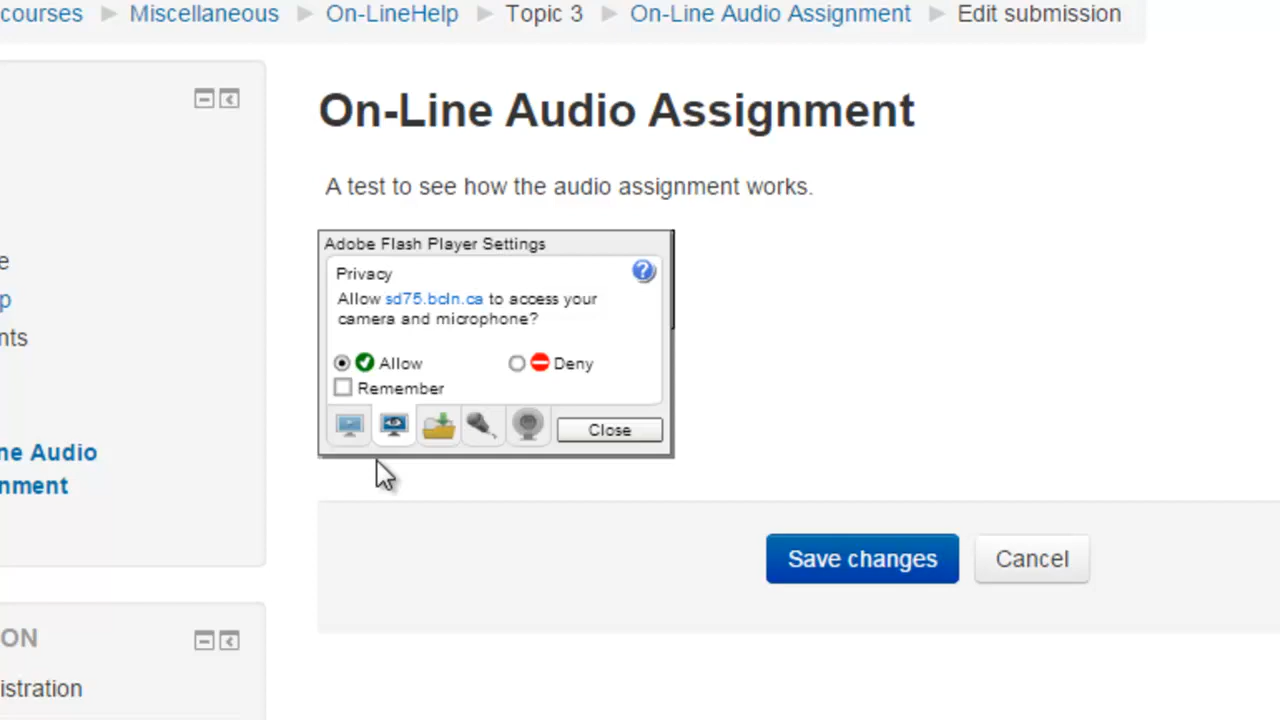 courses Miscellaneous On-LineHelp Topic 3 On-Line Audio Assignment Edit submission
On-Line Audio Assignment
A test to see how the audio assignment works.
Adobe Flash Player Settings
Privacy
Allow sd75.bcln.ca to access your
camera and microphone?
Allow Deny
Remember
Close
Save changes Cancel
e
p
nts
ne Audio
nment
ON
istration